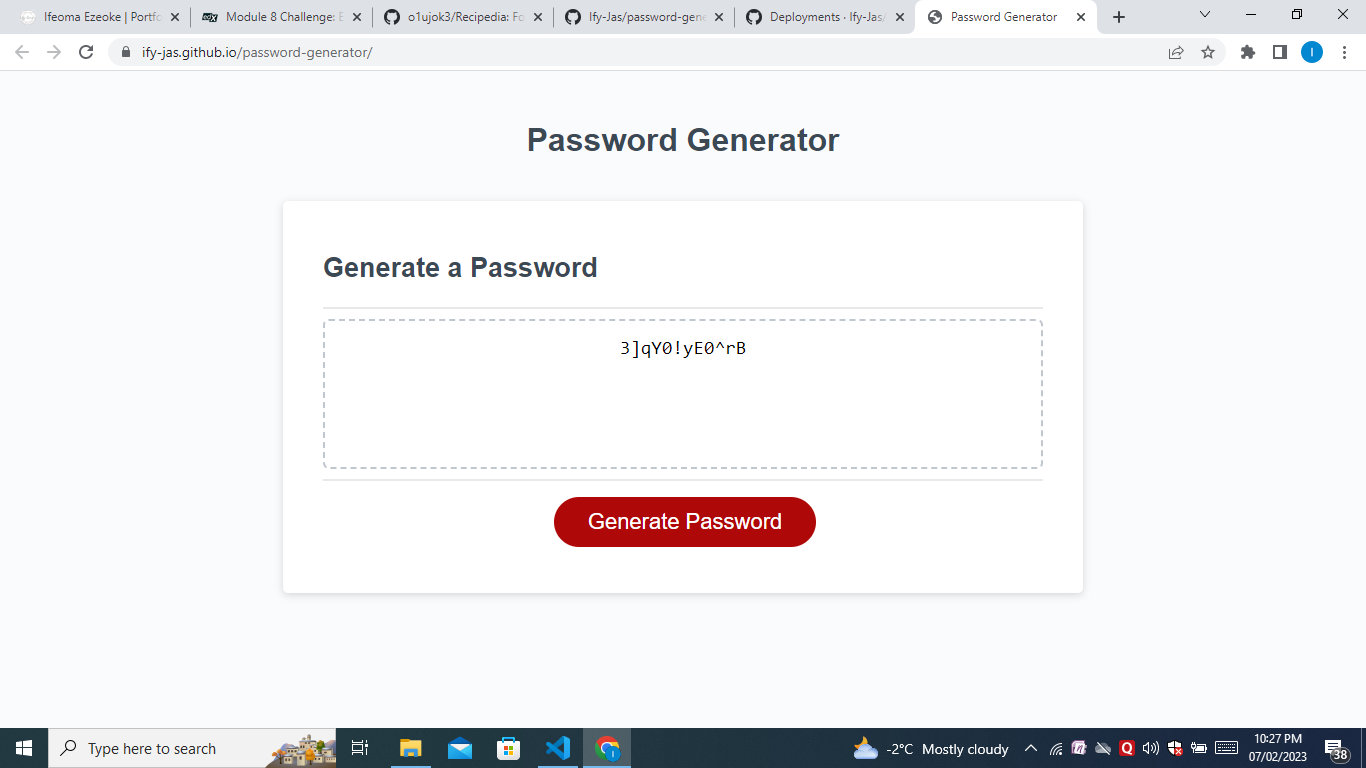 Ifeoma Ezeoke | Portfo
Module 8 Challenge: E
o1ujok3/Recipedia: Fo
Ify-Jas/password-gene
Deployments · Ify-Jas/
Password Generator
ify-jas.github.io/password-generator/
I
Password Generator
Generate a Password
3]qY0!yE0^rB
Generate Password
Type here to search
-2°C Mostly cloudy
10:27 PM
07/02/2023
38